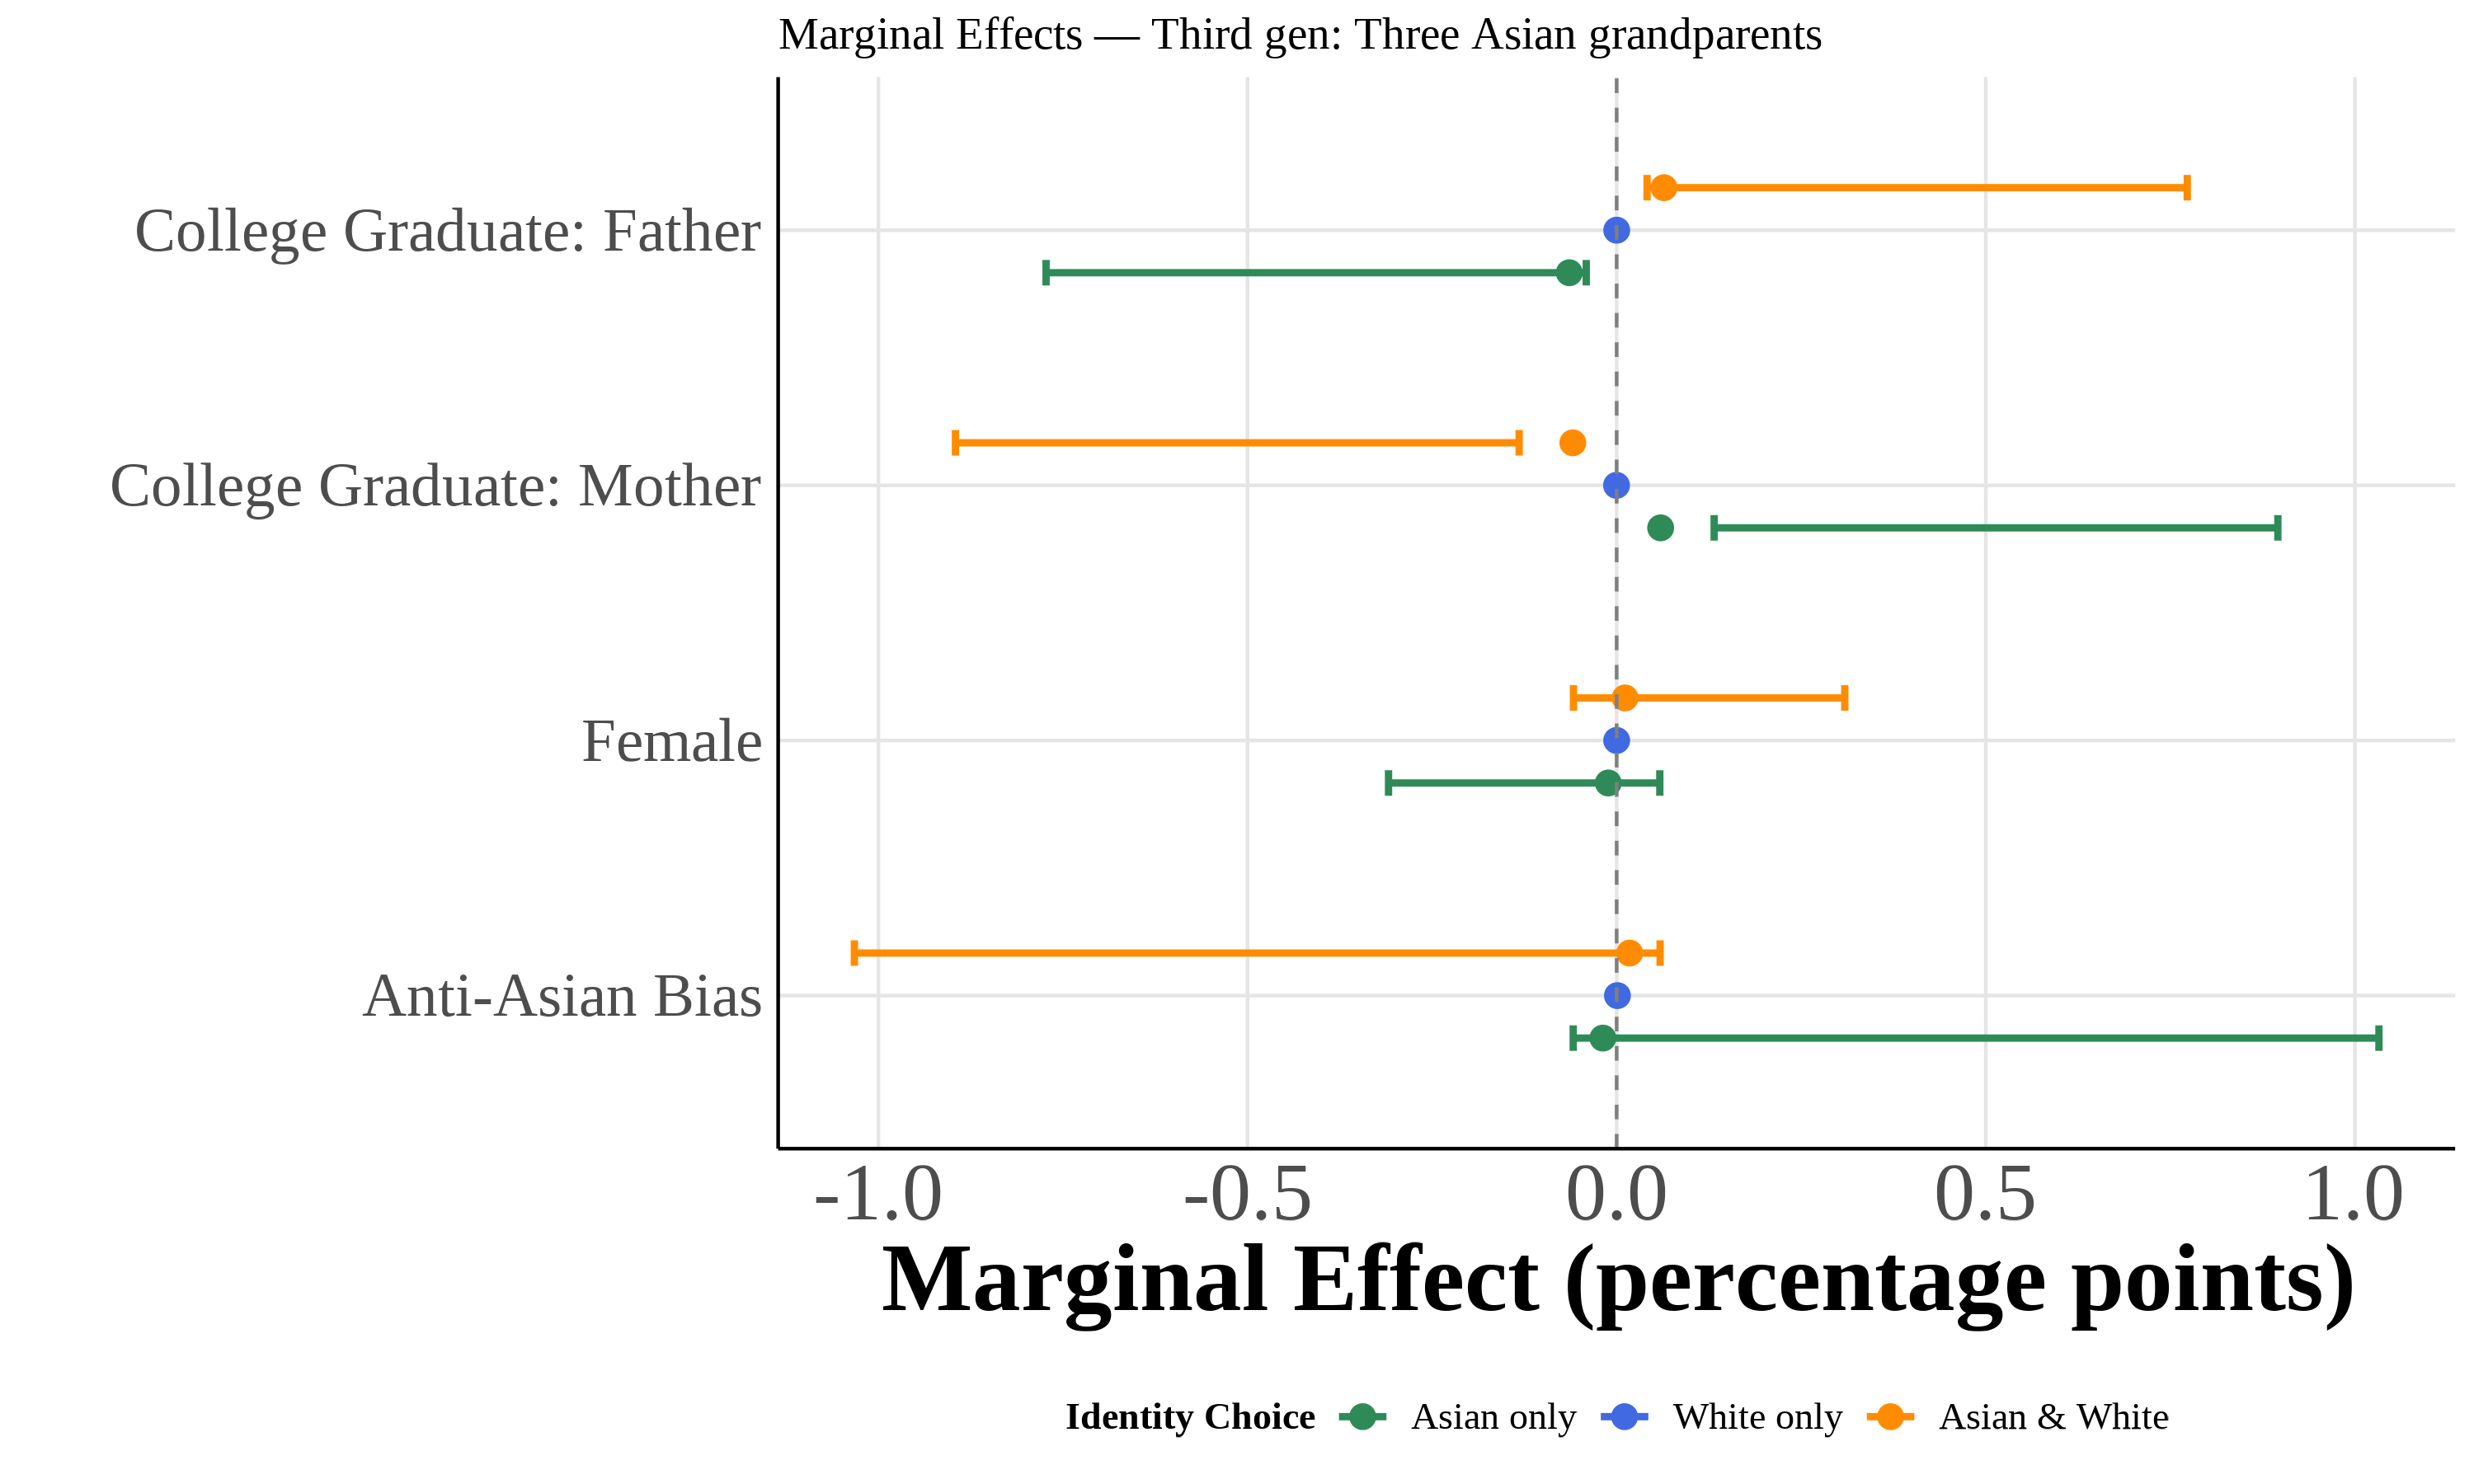 Marginal Effects — Third gen: Three Asian grandparents
College Graduate: Father
College Graduate: Mother
Female
Anti-Asian Bias
-1.0 -0.5 0.0 0.5 1.0
Marginal Effect (percentage points)
Identity Choice Asian only White only Asian & White